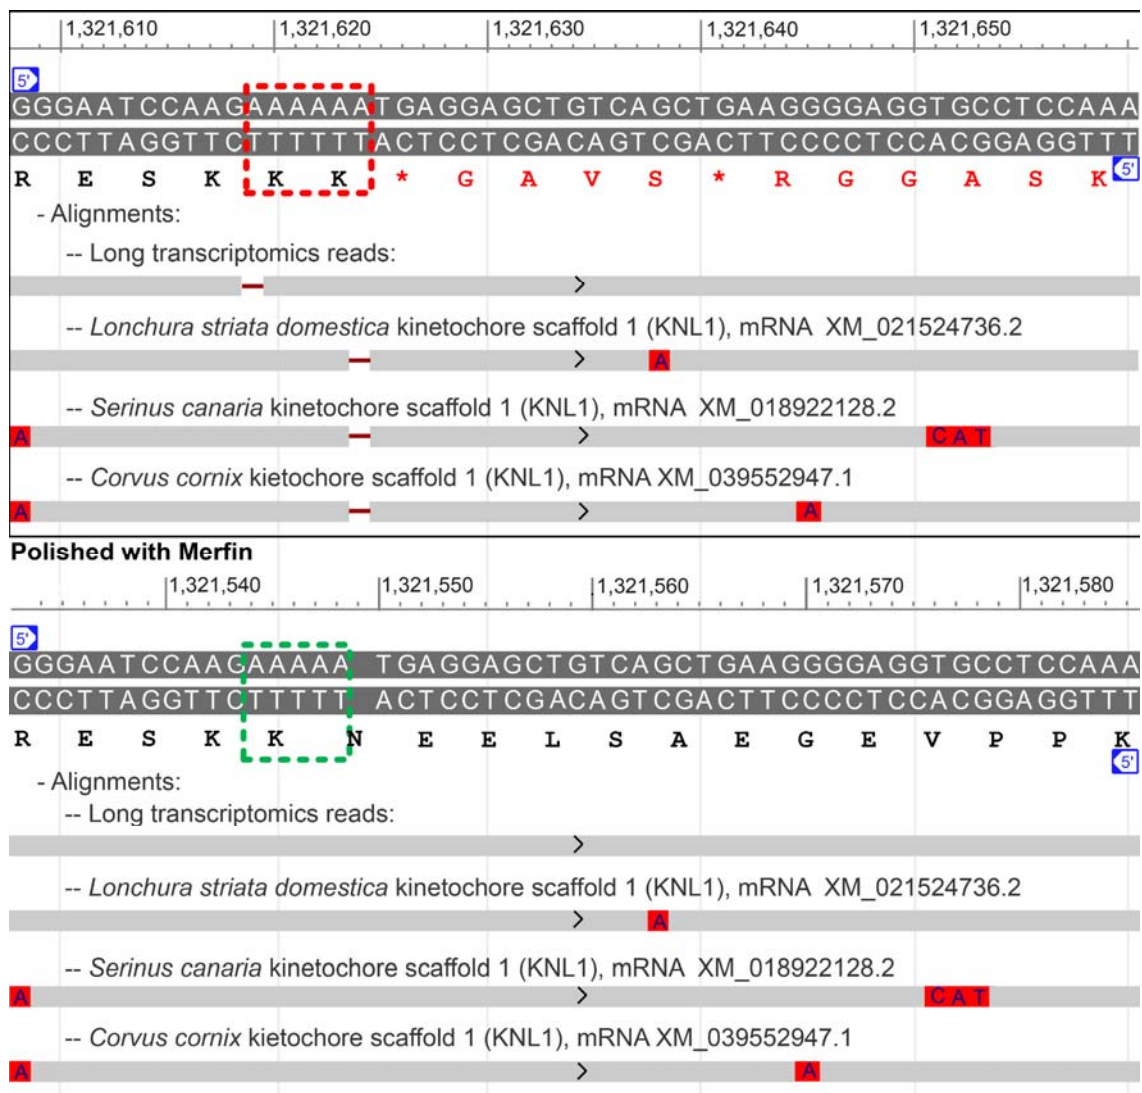 1,321,610 1,321,620 1,321,630 1,321,640 1,321,650
5'
GGGAATCCAAGAAAAAATGAGGAGCTGTCAGCTGAAGGGGAGGTGCCTCCAAA
CCCTTAGGTTCTTTTTTACTCCTCGACAGTCGACTTCCCCTCCACGGAGGTTT
R E S K K K * G A V S * R G G A S K 5'
- Alignments:
-- Long transcriptomics reads:
-- Lonchura striata domestica kinetochore scaffold 1 (KNL1), mRNA XM_021524736.2
A
-- Serinus canaria kinetochore scaffold 1 (KNL1), mRNA XM_018922128.2
A C A T
-- Corvus cornix kietochore scaffold 1 (KNL1), mRNA XM_039552947.1
A A
Polished with Merfin
1,321,540 1,321,550 1,321,560 1,321,570 1,321,580
5'
GGGAATCCAAGAAAAA TGAGGAGCTGTCAGCTGAAGGGGAGGTGCCTCCAAA
CCCTTAGGTTCTTTTT ACTCCTCGACAGTCGACTTCCCCTCCACGGAGGTTT
R E S K K N E E L S A E G E V P P K
5'
- Alignments:
-- Long transcriptomics reads:
-- Lonchura striata domestica kinetochore scaffold 1 (KNL1), mRNA XM_021524736.2
A
-- Serinus canaria kinetochore scaffold 1 (KNL1), mRNA XM_018922128.2
A C A T
-- Corvus cornix kietochore scaffold 1 (KNL1), mRNA XM_039552947.1
A A